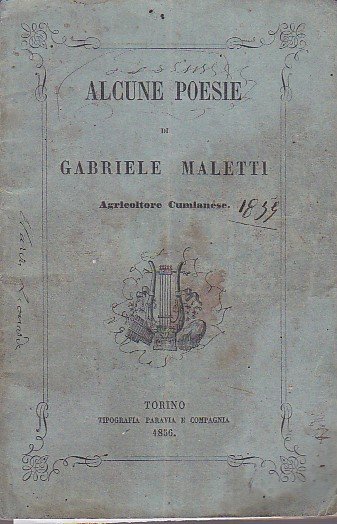 ALCUNE POESIE
DI
GABRIELE MALETTI
Agricoltore Cumianese.
TORINO
TIPOGRAFIA PARAVIA E COMPAGNIA
1856.